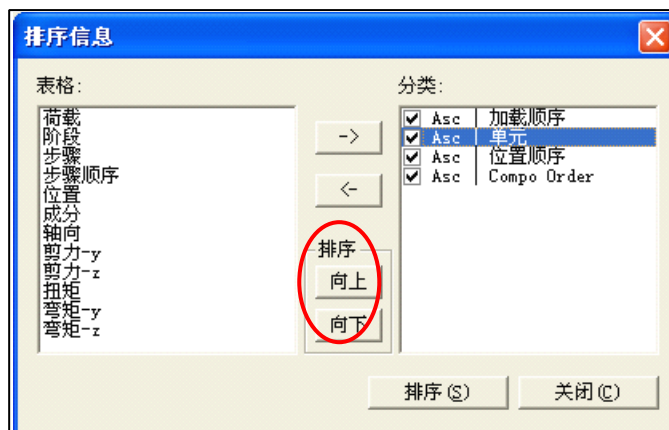 排序信息
表格:
荷载
阶段
步骤
步骤顺序
位置
成分
轴向
剪力-y
剪力-z
扭矩
弯矩-y
弯矩-z
->
<-
排序
向上
向下
分类:
Asc | 加载顺序
Asc | 单元
Asc | 位置顺序
Asc | Compo Order
排序(S)
关闭(C)